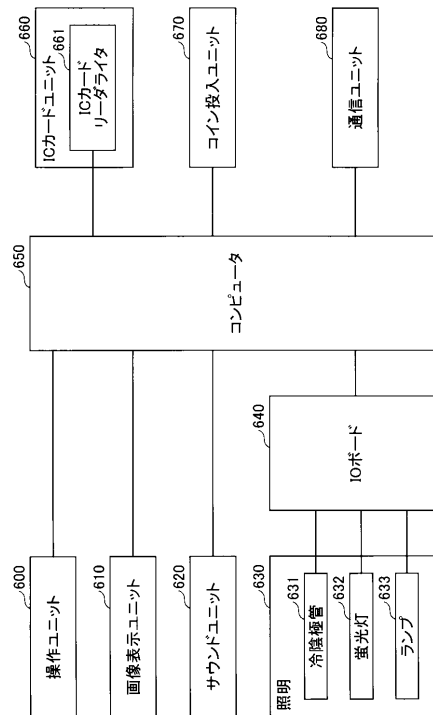 600
操作ユニット
610
画像表示ユニット
620
サウンドユニット
630
照明
631
冷陰極管
632
蛍光灯
633
ランプ
640
IOボード
650
コンピュータ
660
ICカードユニット
661
ICカード
リーダライタ
670
コイン投入ユニット
680
通信ユニット